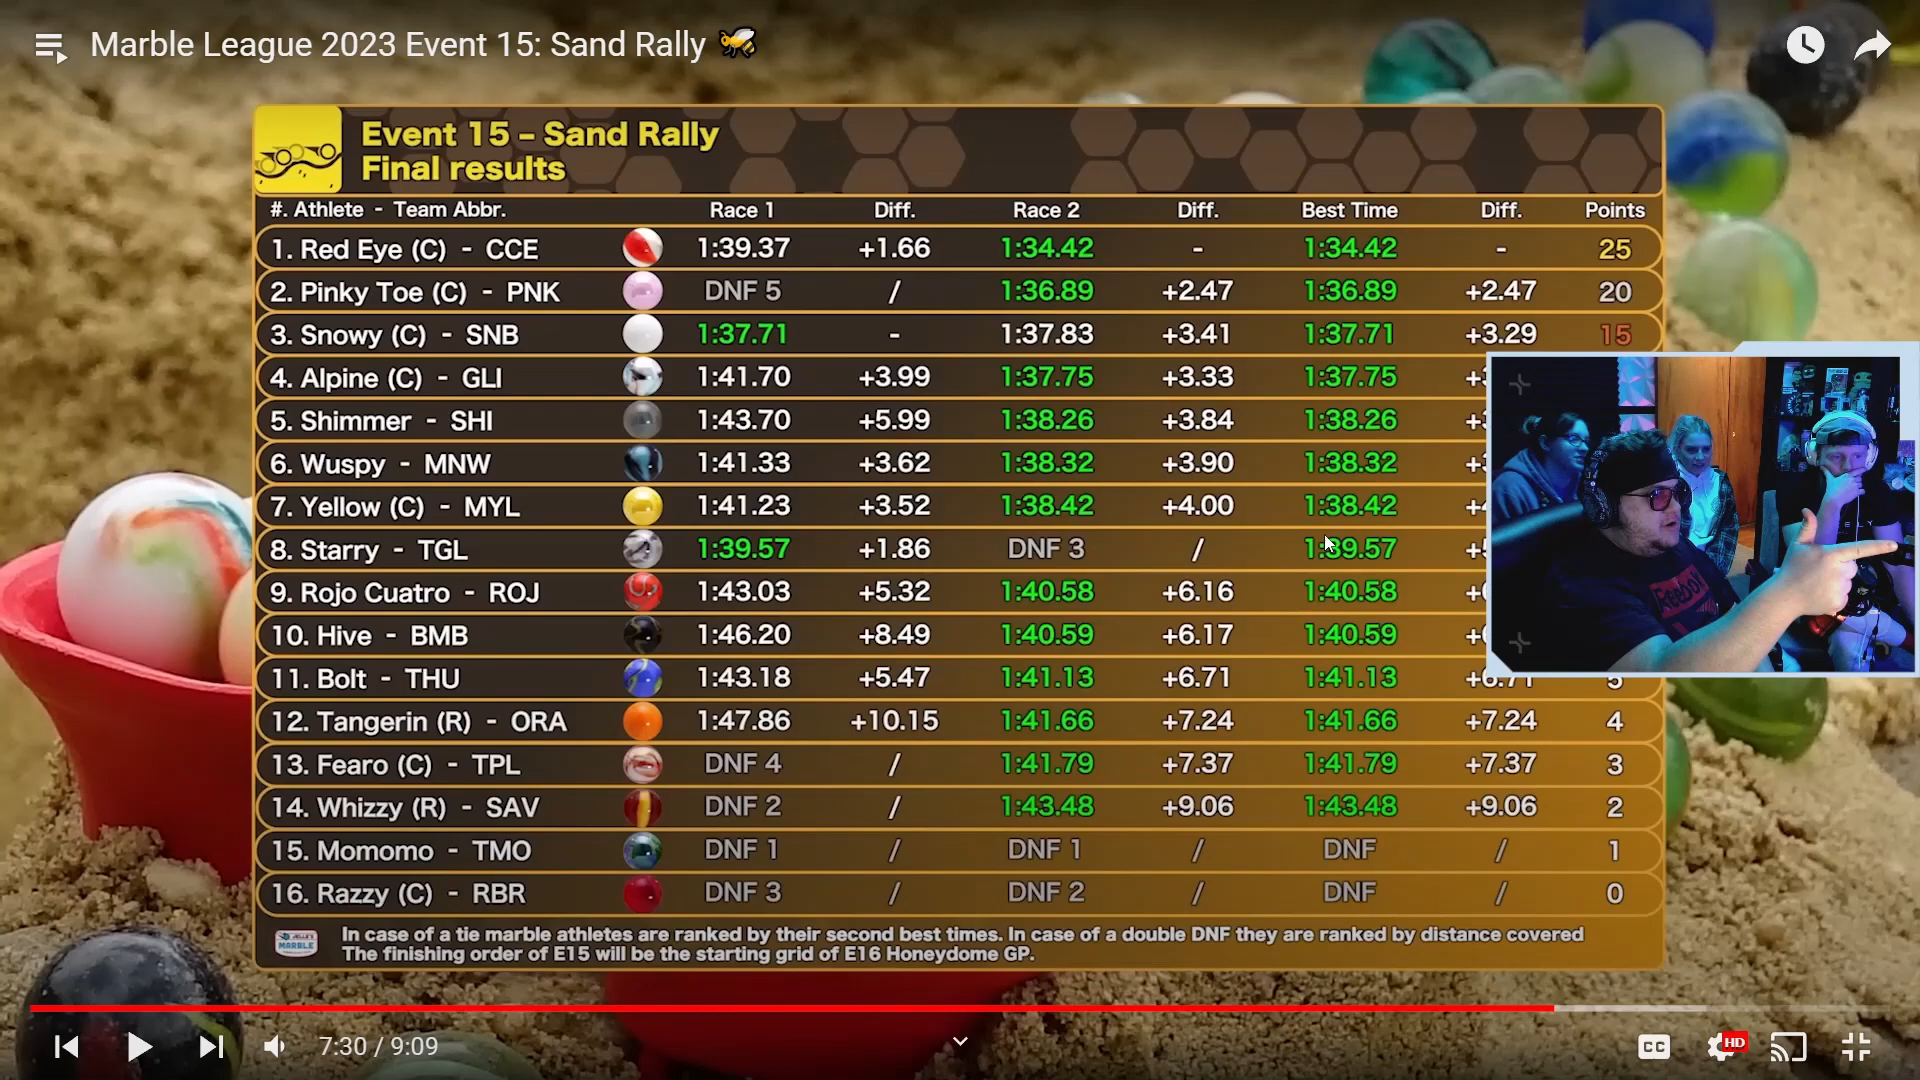 Marble League 2023 Event 15: Sand Rally 🐝
Event 15 - Sand Rally
Final results
#. Athlete - Team Abbr. Race 1 Diff. Race 2 Diff. Best Time Diff. Points
1. Red Eye (C) - CCE 1:39.37 +1.66 1:34.42 - 1:34.42 - 25
2. Pinky Toe (C) - PNK DNF 5 / 1:36.89 +2.47 1:36.89 +2.47 20
3. Snowy (C) - SNB 1:37.71 - 1:37.83 +3.41 1:37.71 +3.29 15
4. Alpine (C) - GLI 1:41.70 +3.99 1:37.75 +3.33 1:37.75
5. Shimmer - SHI 1:43.70 +5.99 1:38.26 +3.84 1:38.26
6. Wuspy - MNW 1:41.33 +3.62 1:38.32 +3.90 1:38.32
7. Yellow (C) - MYL 1:41.23 +3.52 1:38.42 +4.00 1:38.42
8. Starry - TGL 1:39.57 +1.86 DNF 3 / 1:39.57
9. Rojo Cuatro - ROJ 1:43.03 +5.32 1:40.58 +6.16 1:40.58
10. Hive - BMB 1:46.20 +8.49 1:40.59 +6.17 1:40.59
11. Bolt - THU 1:43.18 +5.47 1:41.13 +6.71 1:41.13 +6.71 5
12. Tangerin (R) - ORA 1:47.86 +10.15 1:41.66 +7.24 1:41.66 +7.24 4
13. Fearo (C) - TPL DNF 4 / 1:41.79 +7.37 1:41.79 +7.37 3
14. Whizzy (R) - SAV DNF 2 / 1:43.48 +9.06 1:43.48 +9.06 2
15. Momomo - TMO DNF 1 / DNF 1 / DNF / 1
16. Razzy (C) - RBR DNF 3 / DNF 2 / DNF / 0
JELLE'S
MARBLE
In case of a tie marble athletes are ranked by their second best times. In case of a double DNF they are ranked by distance covered
The finishing order of E15 will be the starting grid of E16 Honeydome GP.
7:30 / 9:09
CC
HD